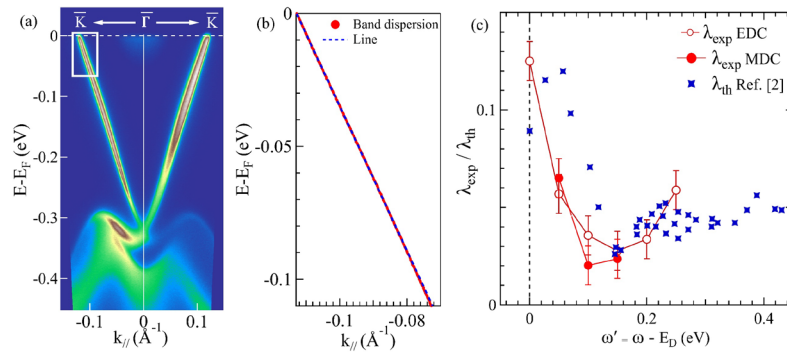 (a)
K̅ Γ̅ K̅
0
-0.1
-0.2
-0.3
-0.4
E-E_F (eV)
-0.1 0 0.1
k_// (Å⁻¹)
(b)
0
-0.05
-0.1
E-E_F (eV)
Band dispersion
Line
-0.1 -0.08
k_// (Å⁻¹)
(c)
λ_exp EDC
λ_exp MDC
λ_th Ref. [2]
0.1
0
λ_exp / λ_th
0 0.2 0.4
ω' = ω - E_D (eV)